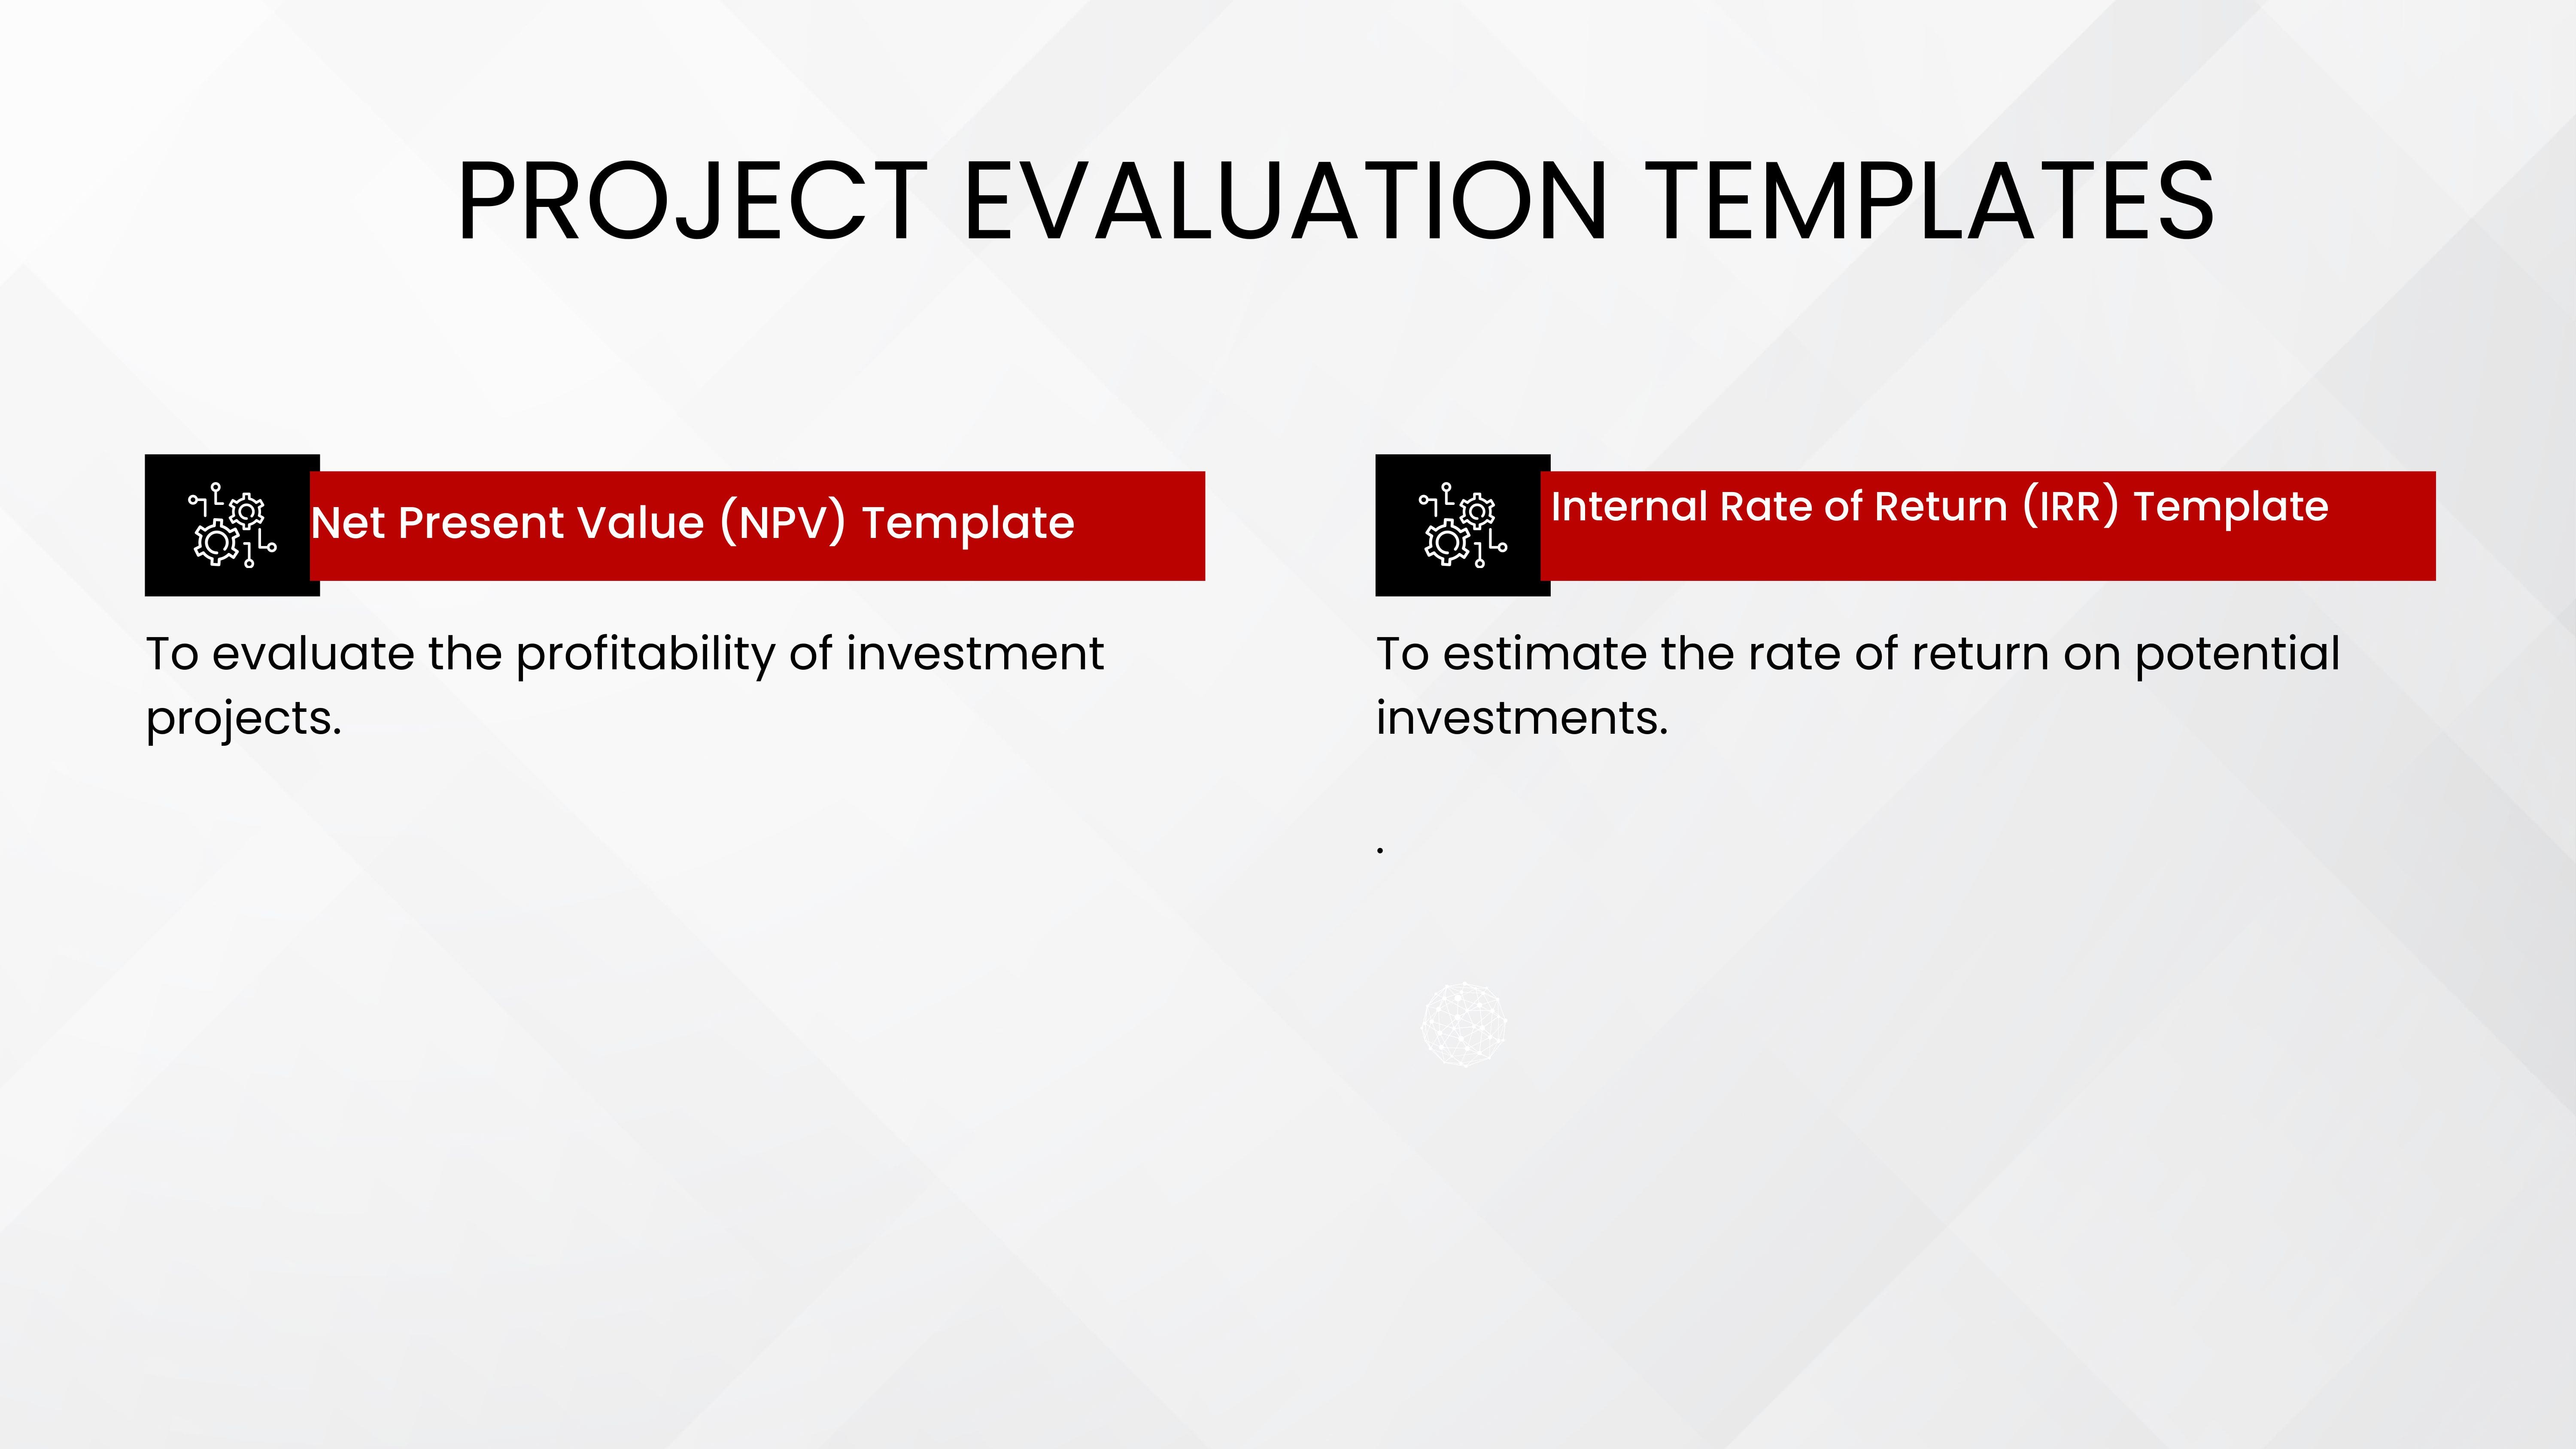 PROJECT EVALUATION TEMPLATES
Net Present Value (NPV) Template
To evaluate the profitability of investment
projects.
Internal Rate of Return (IRR) Template
To estimate the rate of return on potential
investments.
.